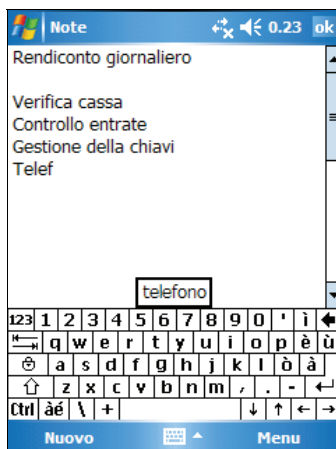 Note 0.23 ok
Rendiconto giornaliero
Verifica cassa
Controllo entrate
Gestione della chiavi
Telef
telefono
123 1 2 3 4 5 6 7 8 9 0 ' ì
q w e r t y u i o p è ù
a s d f g h j k l ò à
z x c v b n m , . -
Ctrl àé \ +
Nuovo Menu